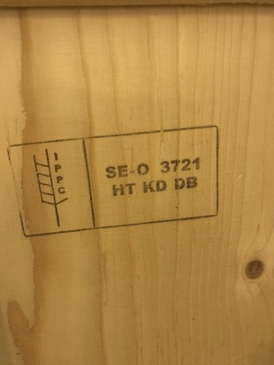 IPPC
SE-O 3721
HT KD DB